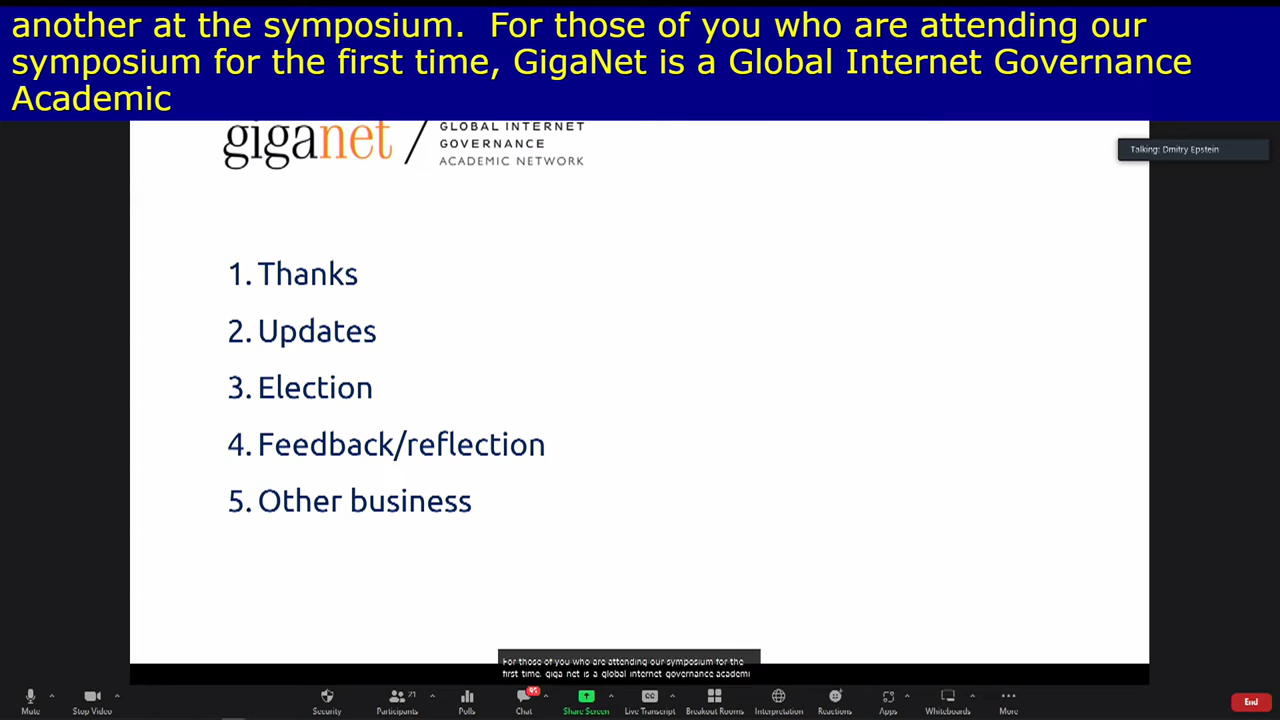 another at the symposium.  For those of you who are attending our
symposium for the first time, GigaNet is a Global Internet Governance
Academic
giganet / GLOBAL INTERNET
GOVERNANCE
ACADEMIC NETWORK
Talking: Dmitry Epstein
1. Thanks
2. Updates
3. Election
4. Feedback/reflection
5. Other business
For those of you who are attending our symposium for the
first time, giga net is a global internet governance academi
Mute
Stop Video
Security
Participants
21
Polls
Chat
Share Screen
Live Transcript
Breakout Rooms
Interpretation
Reactions
Apps
Whiteboards
More
End